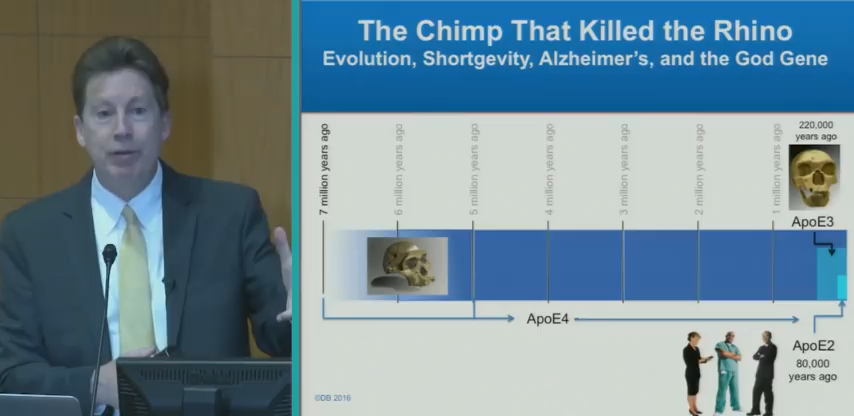 The Chimp That Killed the Rhino
Evolution, Shortgevity, Alzheimer's, and the God Gene
7 million years ago
6 million years ago
5 million years ago
4 million years ago
3 million years ago
2 million years ago
1 million years ago
220,000
years ago
ApoE3
ApoE4
ApoE2
80,000
years ago
©DB 2016